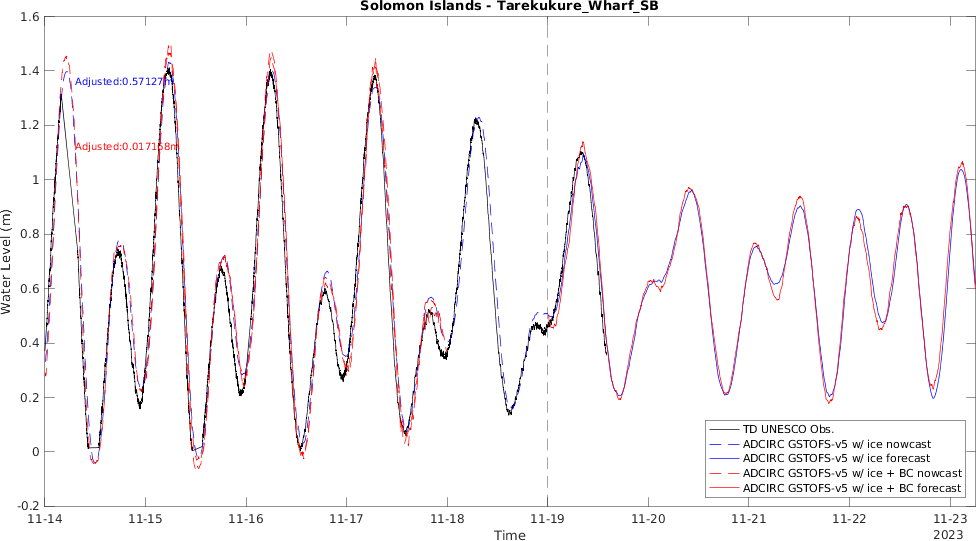 Solomon Islands - Tarekukure_Wharf_SB
1.6
1.4
1.2
1
0.8
0.6
0.4
0.2
0
-0.2
Water Level (m)
Adjusted:0.57127m
Adjusted:0.017158m
TD UNESCO Obs.
ADCIRC GSTOFS-v5 w/ ice nowcast
ADCIRC GSTOFS-v5 w/ ice forecast
ADCIRC GSTOFS-v5 w/ ice + BC nowcast
ADCIRC GSTOFS-v5 w/ ice + BC forecast
11-14 11-15 11-16 11-17 11-18 11-19 11-20 11-21 11-22 11-23
Time 2023